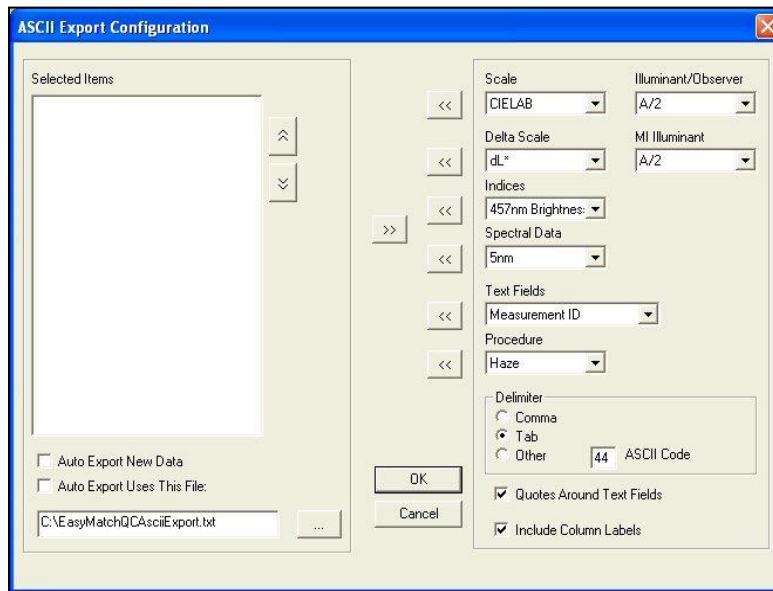 ASCII Export Configuration
Selected Items
Scale
Illuminant/Observer
<<
CIELAB
A/2
Delta Scale
MI Illuminant
<<
dL*
A/2
Indices
<<
457nm Brightnes:
>>
Spectral Data
<<
5nm
Text Fields
<<
Measurement ID
Procedure
<<
Haze
Delimiter
Comma
Tab
Other
44
ASCII Code
Auto Export New Data
Auto Export Uses This File:
OK
Quotes Around Text Fields
C:\EasyMatchQCAsciiExport.txt
...
Cancel
Include Column Labels